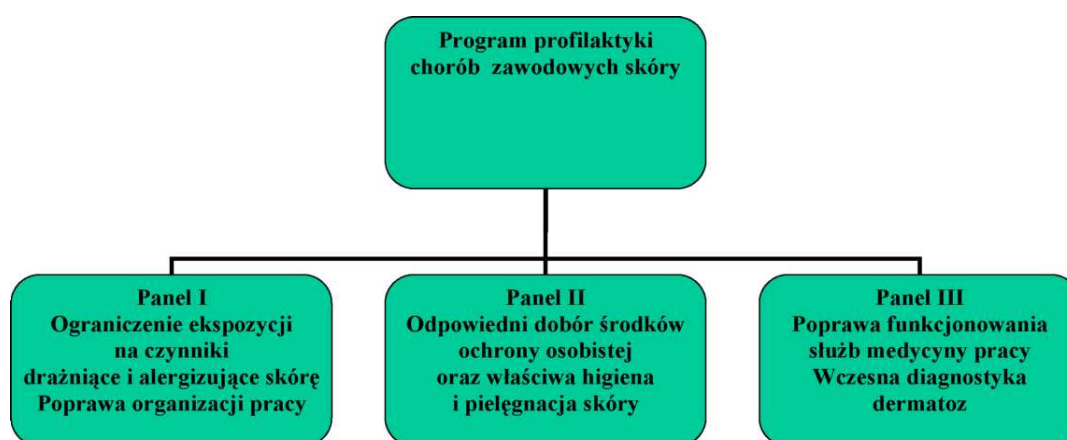 Program profilaktyki
chorób zawodowych skóry
Panel I
Ograniczenie ekspozycji
na czynniki
drażniące i alergizujące skórę
Poprawa organizacji pracy
Panel II
Odpowiedni dobór środków
ochrony osobistej
oraz właściwa higiena
i pielęgnacja skóry
Panel III
Poprawa funkcjonowania
służb medycyny pracy
Wczesna diagnostyka
dermatoz